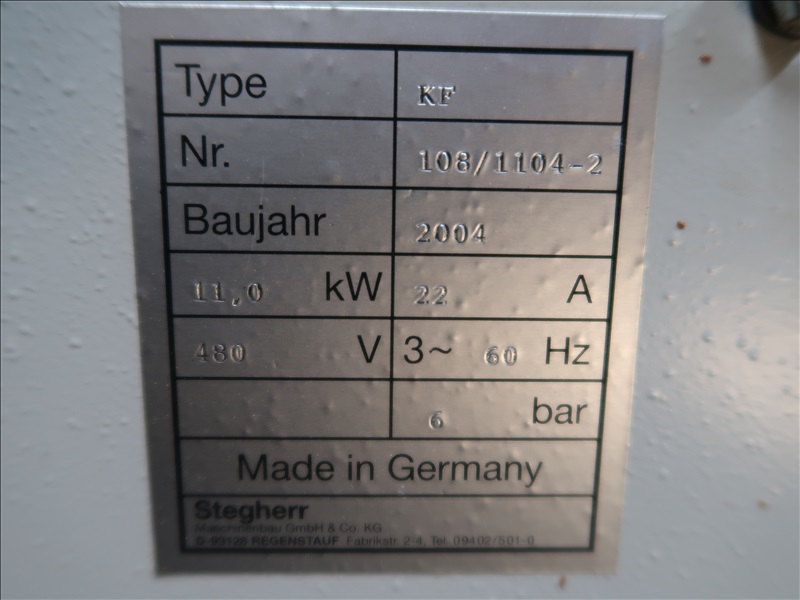 Type KF
Nr. 108/1104-2
Baujahr 2004
11,0 kW 22 A
480 V 3~ 60 Hz
6 bar
Made in Germany
Stegherr
Maschinenbau GmbH & Co. KG
D-93128 REGENSTAUF Fabrikstr. 2-4, Tel. 09402/501-0